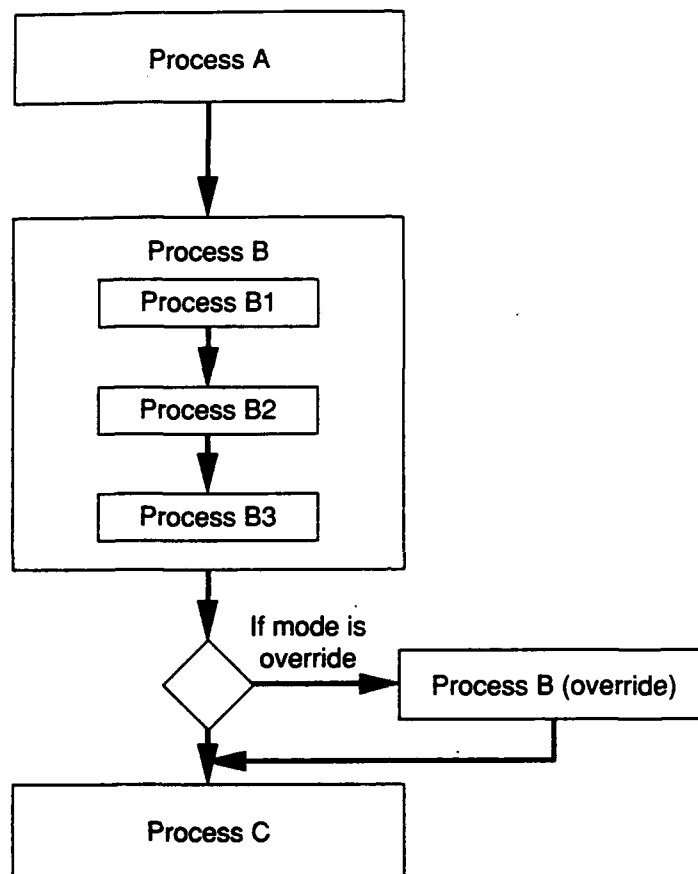 Process A
Process B
Process B1
Process B2
Process B3
If mode is
override
Process B (override)
Process C